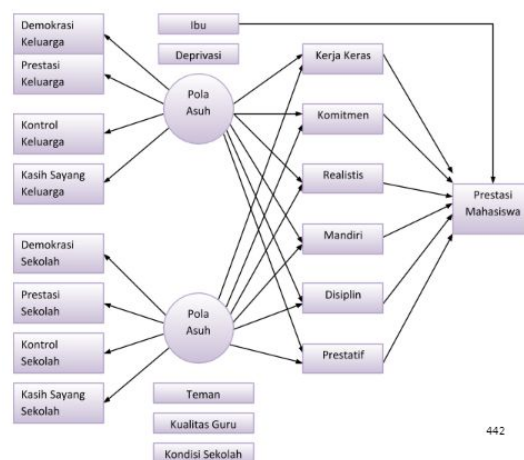 Demokrasi
Keluarga
Prestasi
Keluarga
Kontrol
Keluarga
Kasih Sayang
Keluarga
Demokrasi
Sekolah
Prestasi
Sekolah
Kontrol
Sekolah
Kasih Sayang
Sekolah
Ibu
Deprivasi
Pola
Asuh
Pola
Asuh
Teman
Kualitas Guru
Kondisi Sekolah
Kerja Keras
Komitmen
Realistis
Mandiri
Disiplin
Prestatif
Prestasi
Mahasiswa
442